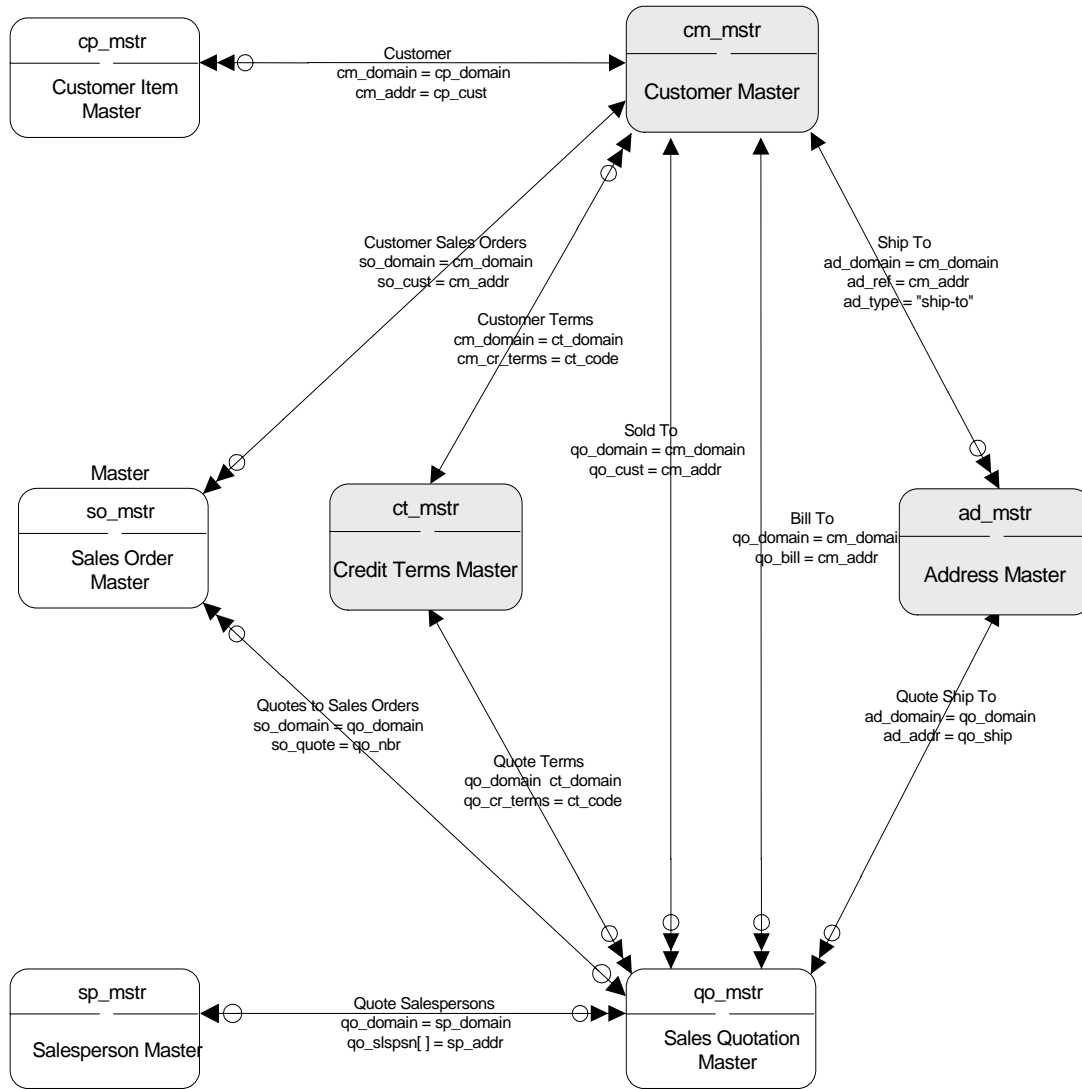 cp_mstr
Customer Item
Master
Customer
cm_domain = cp_domain
cm_addr = cp_cust
cm_mstr
Customer Master
Customer Sales Orders
so_domain = cm_domain
so_cust = cm_addr
Ship To
ad_domain = cm_domain
ad_ref = cm_addr
ad_type = "ship-to"
Customer Terms
cm_domain = ct_domain
cm_cr_terms = ct_code
Sold To
qo_domain = cm_domain
qo_cust = cm_addr
Master
so_mstr
Sales Order
Master
ct_mstr
Credit Terms Master
Bill To
qo_domain = cm_domai
qo_bill = cm_addr
ad_mstr
Address Master
Quotes to Sales Orders
so_domain = qo_domain
so_quote = qo_nbr
Quote Terms
qo_domain  ct_domain
qo_cr_terms = ct_code
Quote Ship To
ad_domain = qo_domain
ad_addr = qo_ship
sp_mstr
Salesperson Master
Quote Salespersons
qo_domain = sp_domain
qo_slspsn[ ] = sp_addr
qo_mstr
Sales Quotation
Master